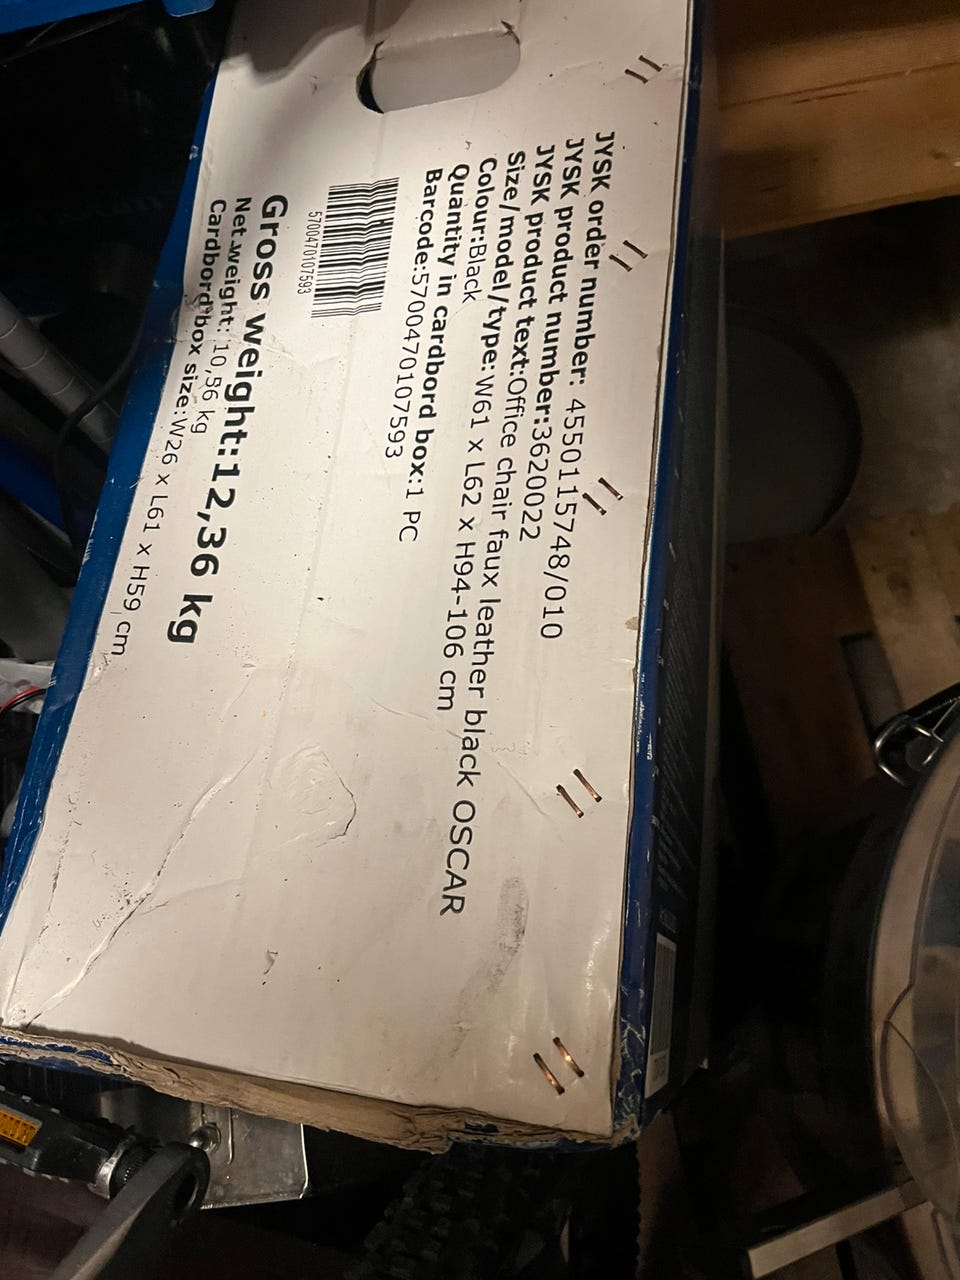 JYSK order number: 4550115748/010
JYSK product number:3620022
JYSK product text:Office chair faux leather black OSCAR
Size/model/type: W61 x L62 x H94-106 cm
Colour:Black
Quantity in cardbord box:1 PC
Barcode:5700470107593
5700470107593
Gross weight:12,36 kg
Net weight: 10,56 kg
Cardbord box size:W26 x L61 x H59 cm